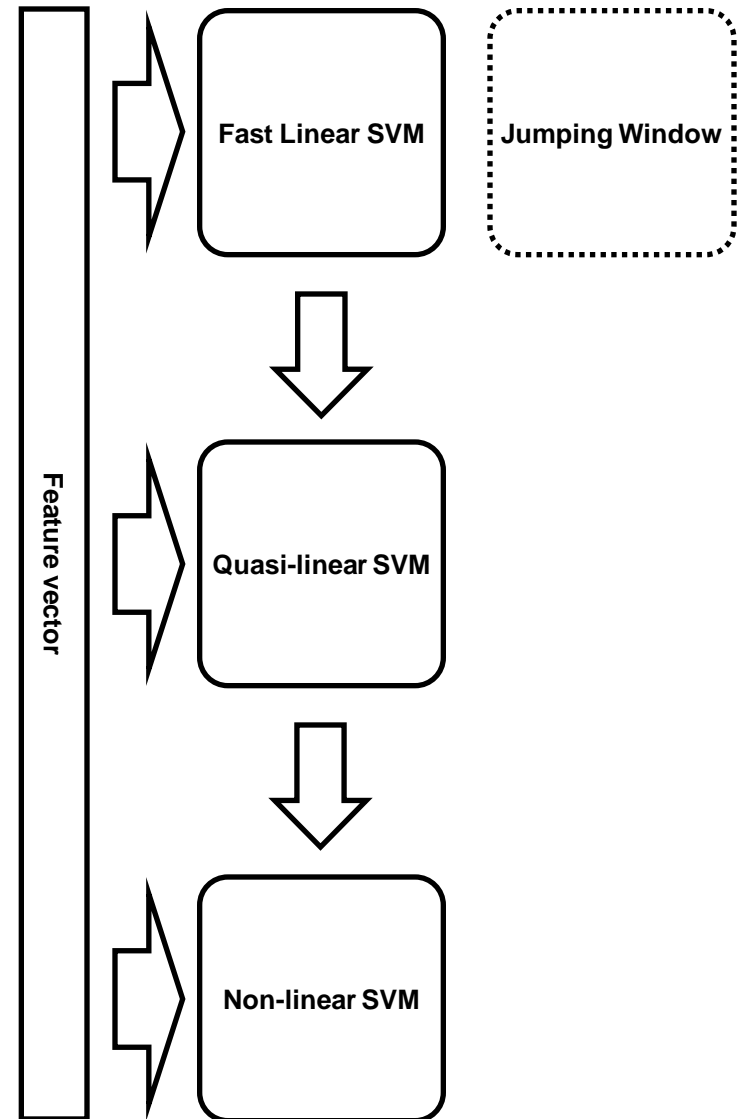 Fast Linear SVM
Jumping Window
Feature vector
Quasi-linear SVM
Non-linear SVM